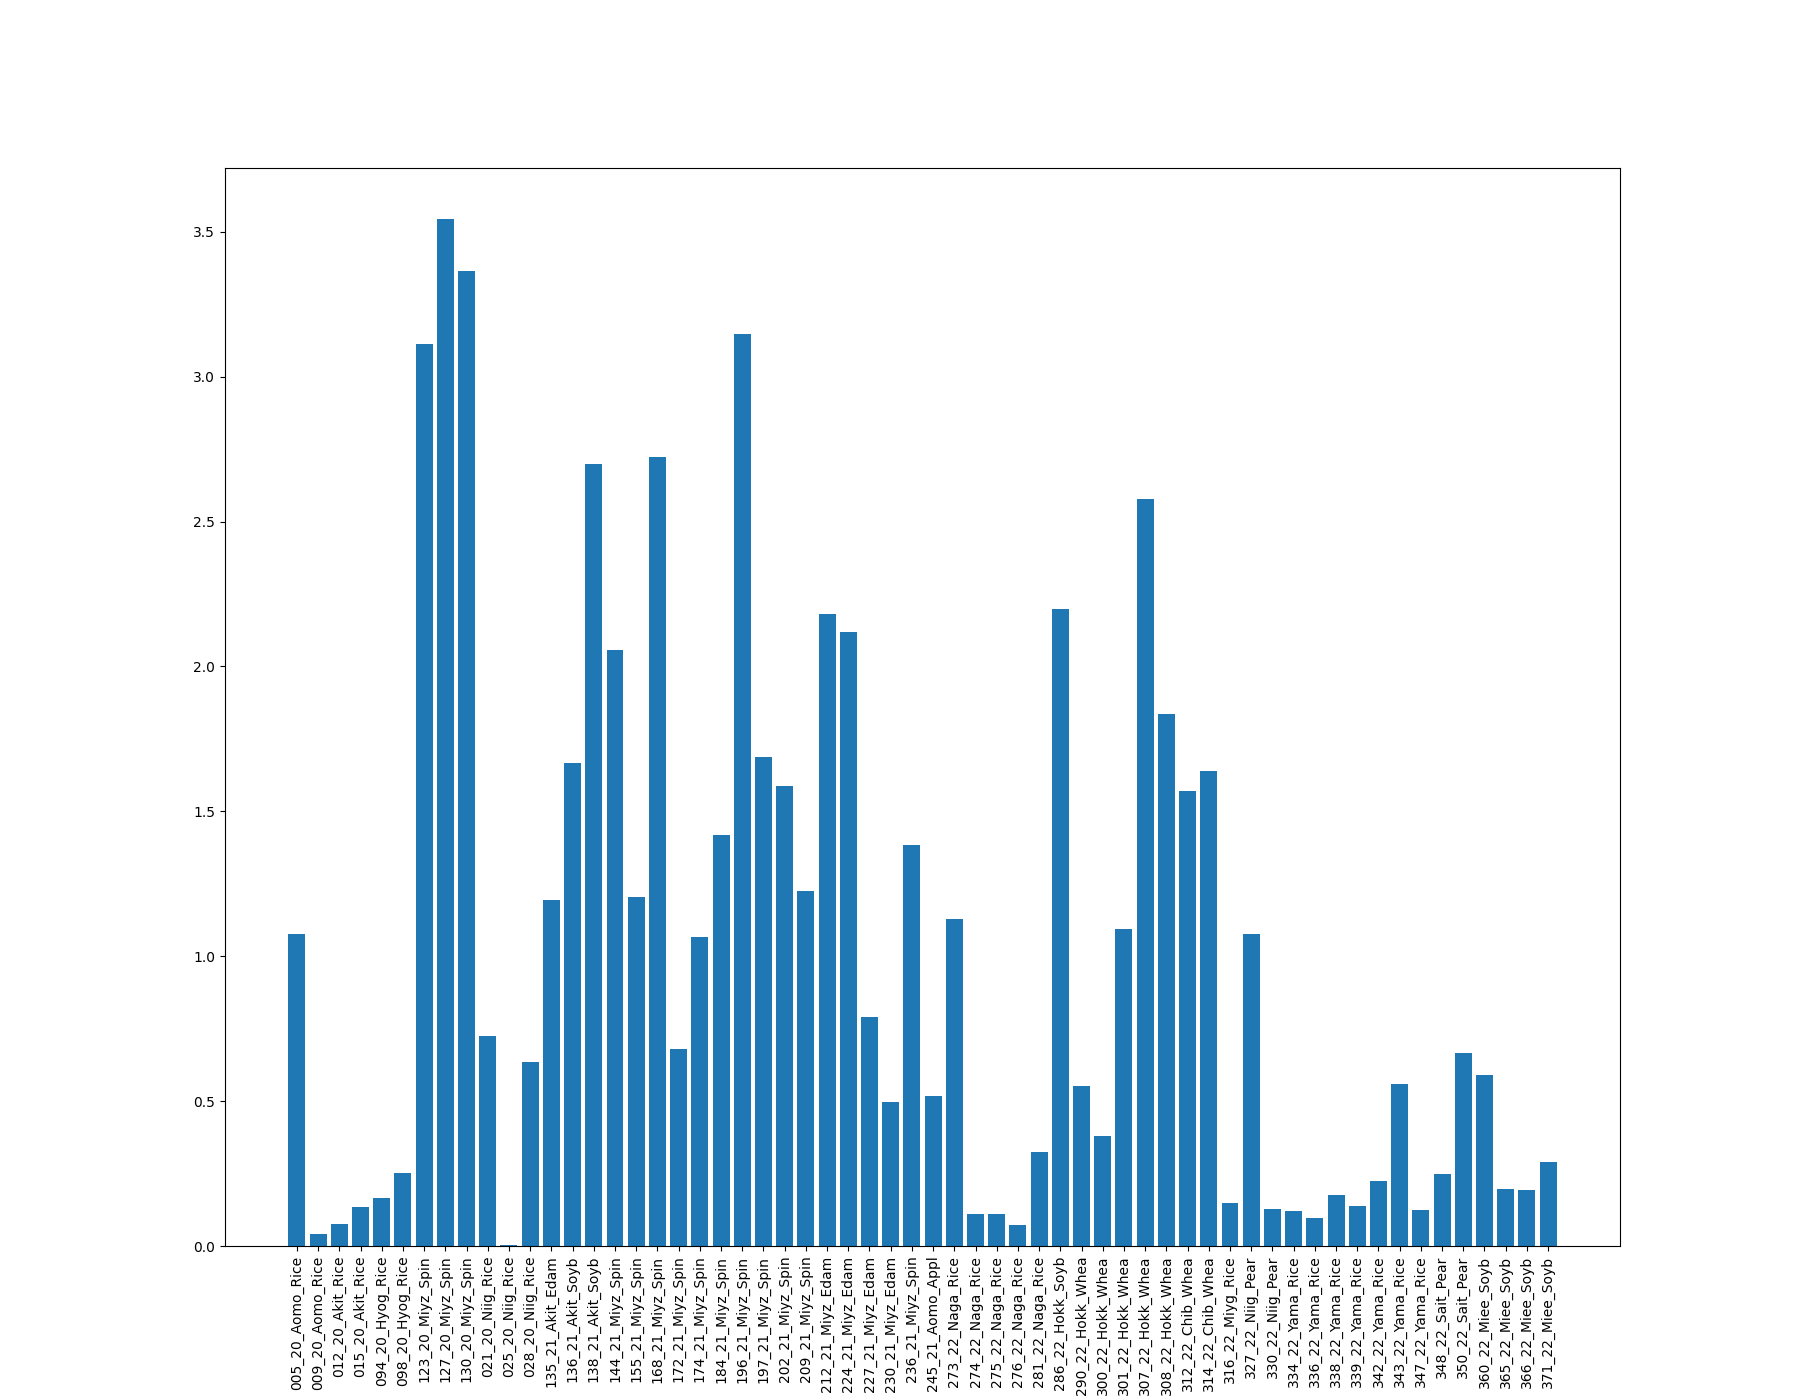 3.5
3.0
2.5
2.0
1.5
1.0
0.5
0.0
005_20_Aomo_Rice
009_20_Aomo_Rice
012_20_Akit_Rice
015_20_Akit_Rice
094_20_Hyog_Rice
098_20_Hyog_Rice
123_20_Miyz_Spin
127_20_Miyz_Spin
130_20_Miyz_Spin
021_20_Niig_Rice
025_20_Niig_Rice
028_20_Niig_Rice
135_21_Akit_Edam
136_21_Akit_Soyb
138_21_Akit_Soyb
144_21_Miyz_Spin
155_21_Miyz_Spin
168_21_Miyz_Spin
172_21_Miyz_Spin
174_21_Miyz_Spin
184_21_Miyz_Spin
196_21_Miyz_Spin
197_21_Miyz_Spin
202_21_Miyz_Spin
209_21_Miyz_Spin
212_21_Miyz_Edam
224_21_Miyz_Edam
227_21_Miyz_Edam
230_21_Miyz_Edam
236_21_Miyz_Spin
245_21_Aomo_Appl
273_22_Naga_Rice
274_22_Naga_Rice
275_22_Naga_Rice
276_22_Naga_Rice
281_22_Naga_Rice
286_22_Hokk_Soyb
290_22_Hokk_Whea
300_22_Hokk_Whea
301_22_Hokk_Whea
307_22_Hokk_Whea
308_22_Hokk_Whea
312_22_Chib_Whea
314_22_Chib_Whea
316_22_Miyg_Rice
327_22_Niig_Pear
330_22_Niig_Pear
334_22_Yama_Rice
336_22_Yama_Rice
338_22_Yama_Rice
339_22_Yama_Rice
342_22_Yama_Rice
343_22_Yama_Rice
347_22_Yama_Rice
348_22_Sait_Pear
350_22_Sait_Pear
360_22_Miee_Soyb
365_22_Miee_Soyb
366_22_Miee_Soyb
371_22_Miee_Soyb